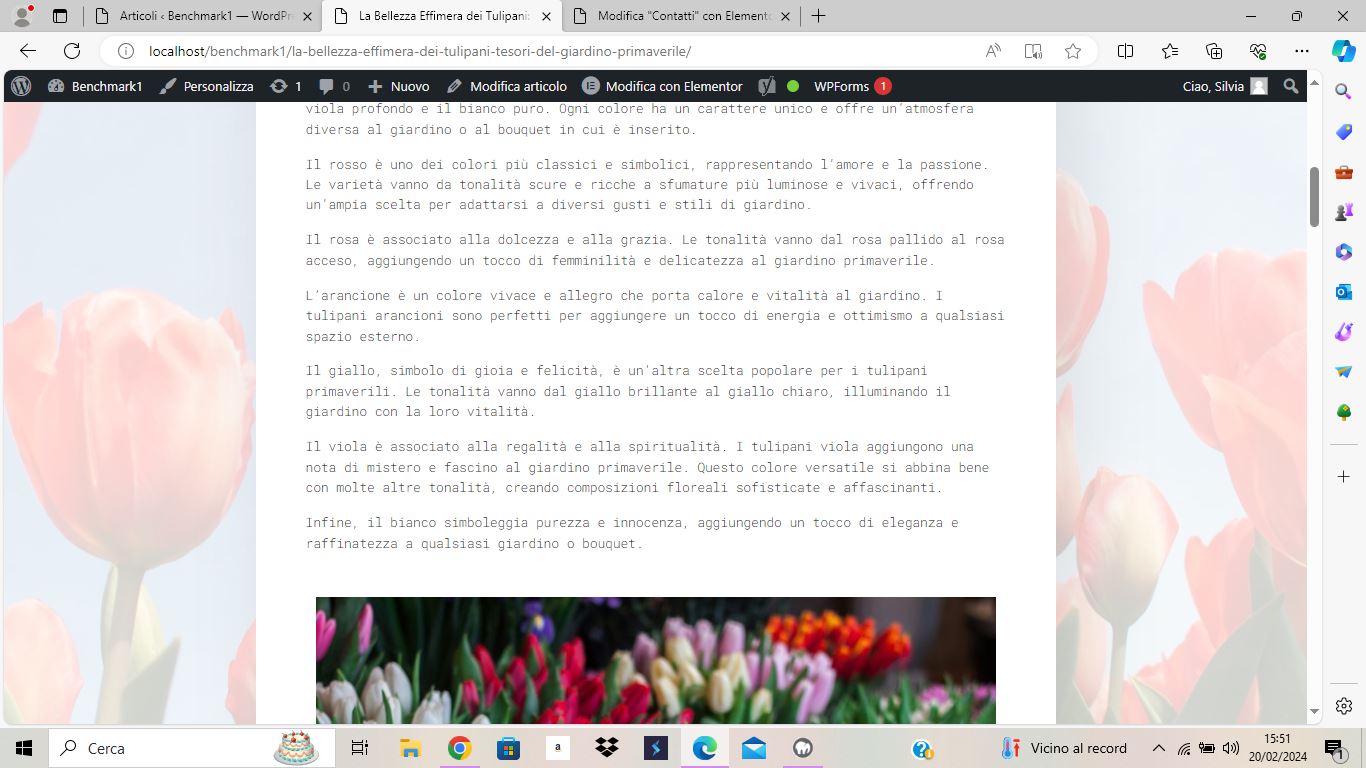 Articoli ‹ Benchmark1 — WordPr
La Bellezza Effimera dei Tulipani:
Modifica "Contatti" con Elemento
localhost/benchmark1/la-bellezza-effimera-dei-tulipani-tesori-del-giardino-primaverile/
Benchmark1 Personalizza 1 0 Nuovo Modifica articolo Modifica con Elementor WPForms 1 Ciao, Silvia
viola profondo e il bianco puro. Ogni colore ha un'atmosfera carattere unico e offre un'atmosfera
diversa al giardino o al bouquet in cui è inserito.
Il rosso è uno dei colori più classici e simbolici, rappresentando l'amore e la passione.
Le varietà vanno da tonalità scure e ricche a sfumature più luminose e vivaci, offrendo
un'ampia scelta per adattarsi a diversi gusti e stili di giardino.
Il rosa è associato alla dolcezza e alla grazia. Le tonalità vanno dal rosa pallido al rosa
acceso, aggiungendo un tocco di femminilità e delicatezza al giardino primaverile.
L'arancione è un colore vivace e allegro che porta calore e vitalità al giardino. I
tulipani arancioni sono perfetti per aggiungere un tocco di energia e ottimismo a qualsiasi
spazio esterno.
Il giallo, simbolo di gioia e felicità, è un'altra scelta popolare per i tulipani
primaverili. Le tonalità vanno dal giallo brillante al giallo chiaro, illuminando il
giardino con la loro vitalità.
Il viola è associato alla regalità e alla spiritualità. I tulipani viola aggiungono una
nota di mistero e fascino al giardino primaverile. Questo colore versatile si abbina bene
con molte altre tonalità, creando composizioni floreali sofisticate e affascinanti.
Infine, il bianco simboleggia purezza e innocenza, aggiungendo un tocco di eleganza e
raffinatezza a qualsiasi giardino o bouquet.
Cerca
a
Vicino al record
15:51
20/02/2024
1